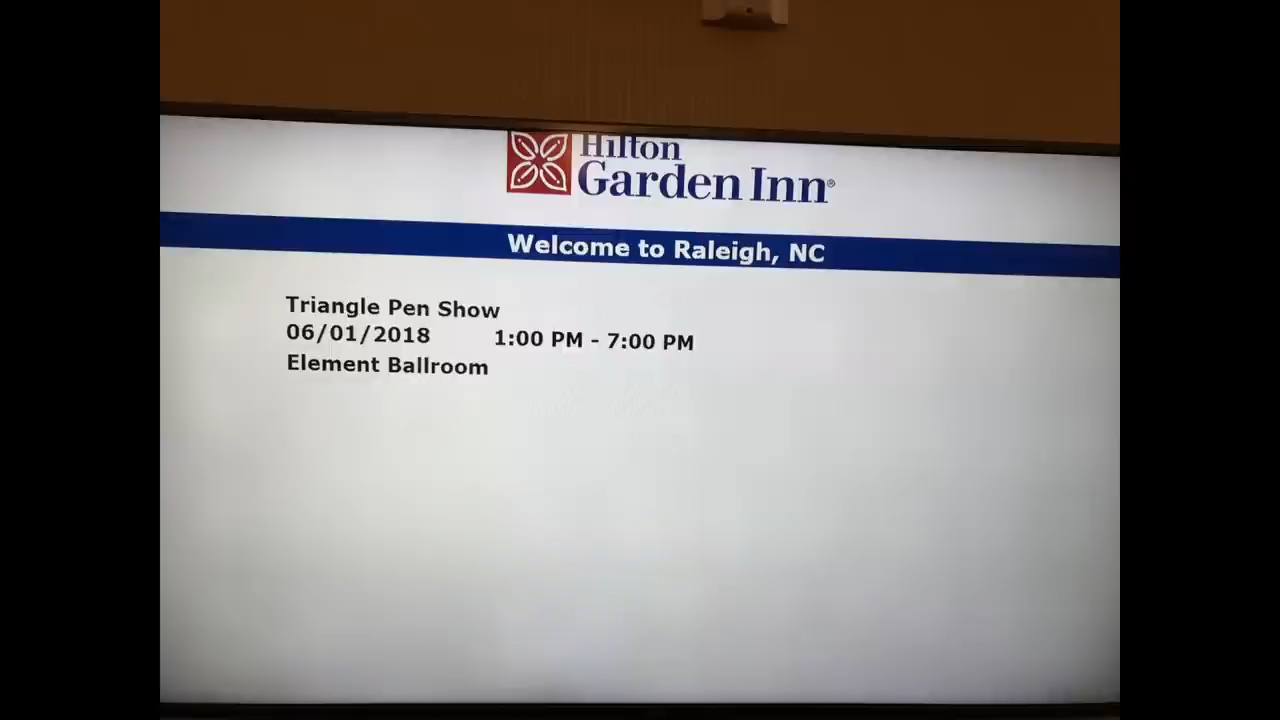 Hilton
Garden Inn®
Welcome to Raleigh, NC
Triangle Pen Show
06/01/2018 1:00 PM - 7:00 PM
Element Ballroom